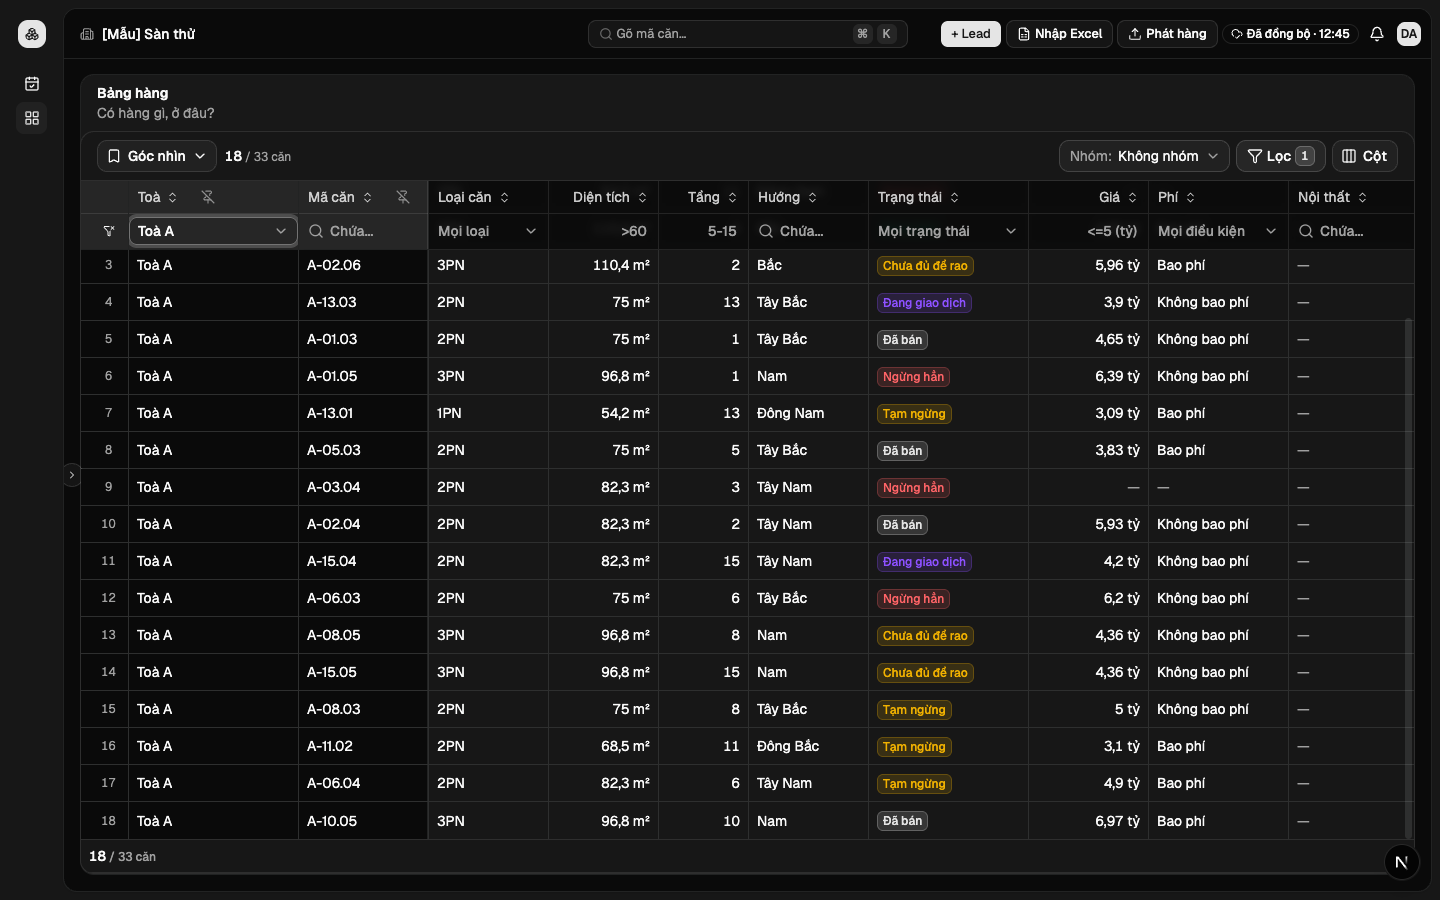 [Mẫu] Sàn thử
Gõ mã căn... ⌘ K
+ Lead
Nhập Excel
Phát hàng
Đã đồng bộ · 12:45
DA
Bảng hàng
Có hàng gì, ở đâu?
Góc nhìn
18 / 33 căn
Nhóm: Không nhóm
Lọc 1
Cột
Toà Mã căn Loại căn Diện tích Tầng Hướng Trạng thái Giá Phí Nội thất
Toà A Chứa... Mọi loại >60 5-15 Chứa... Mọi trạng thái <=5 (tỷ) Mọi điều kiện Chứa...
3 Toà A A-02.06 3PN 110,4 m² 2 Bắc Chưa đủ để rao 5,96 tỷ Bao phí —
4 Toà A A-13.03 2PN 75 m² 13 Tây Bắc Đang giao dịch 3,9 tỷ Không bao phí —
5 Toà A A-01.03 2PN 75 m² 1 Tây Bắc Đã bán 4,65 tỷ Không bao phí —
6 Toà A A-01.05 3PN 96,8 m² 1 Nam Ngừng hẳn 6,39 tỷ Không bao phí —
7 Toà A A-13.01 1PN 54,2 m² 13 Đông Nam Tạm ngừng 3,09 tỷ Bao phí —
8 Toà A A-05.03 2PN 75 m² 5 Tây Bắc Đã bán 3,83 tỷ Bao phí —
9 Toà A A-03.04 2PN 82,3 m² 3 Tây Nam Ngừng hẳn — — —
10 Toà A A-02.04 2PN 82,3 m² 2 Tây Nam Đã bán 5,93 tỷ Không bao phí —
11 Toà A A-15.04 2PN 82,3 m² 15 Tây Nam Đang giao dịch 4,2 tỷ Không bao phí —
12 Toà A A-06.03 2PN 75 m² 6 Tây Bắc Ngừng hẳn 6,2 tỷ Không bao phí —
13 Toà A A-08.05 3PN 96,8 m² 8 Nam Chưa đủ để rao 4,36 tỷ Không bao phí —
14 Toà A A-15.05 3PN 96,8 m² 15 Nam Chưa đủ để rao 4,36 tỷ Không bao phí —
15 Toà A A-08.03 2PN 75 m² 8 Tây Bắc Tạm ngừng 5 tỷ Không bao phí —
16 Toà A A-11.02 2PN 68,5 m² 11 Đông Bắc Tạm ngừng 3,1 tỷ Bao phí —
17 Toà A A-06.04 2PN 82,3 m² 6 Tây Nam Tạm ngừng 4,9 tỷ Bao phí —
18 Toà A A-10.05 3PN 96,8 m² 10 Nam Đã bán 6,97 tỷ Bao phí —
18 / 33 căn
N